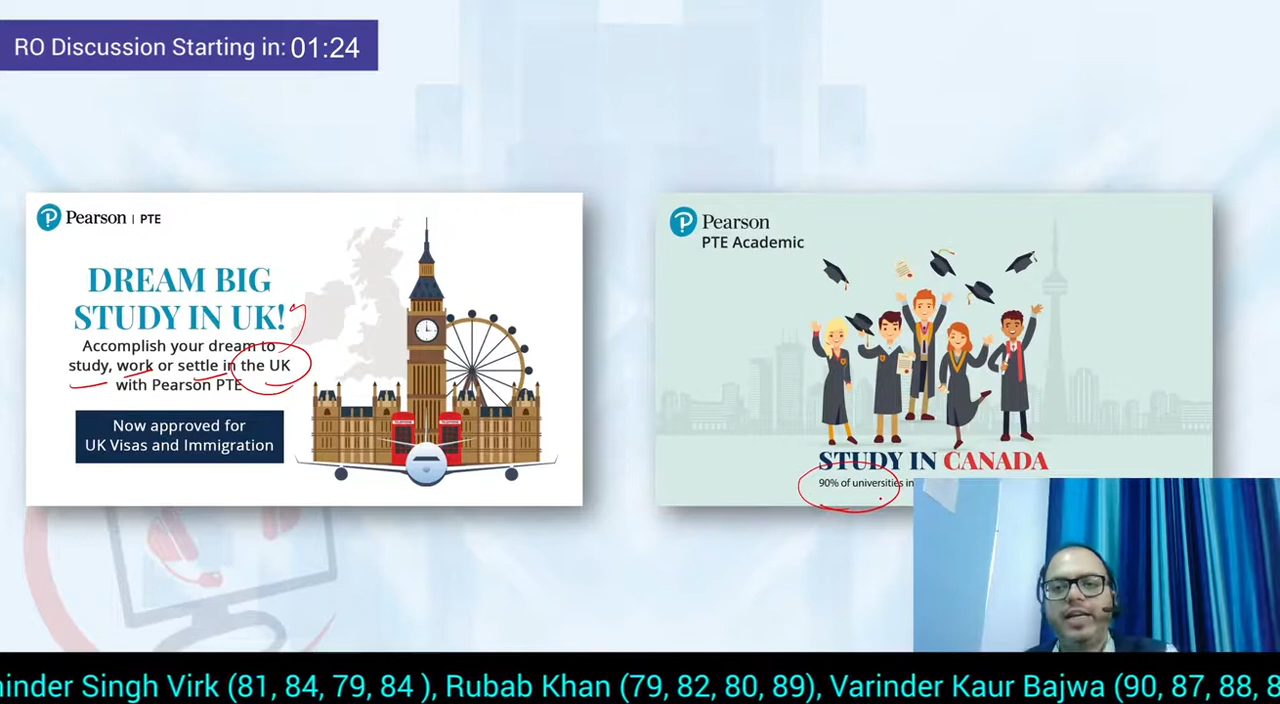 RO Discussion Starting in: 01:24
Pearson | PTE
DREAM BIG
STUDY IN UK!
Accomplish your dream to
study, work or settle in the UK
with Pearson PTE
Now approved for
UK Visas and Immigration
Pearson
PTE Academic
STUDY IN CANADA
90% of universities in
Singh Virk (81, 84, 79, 84 ), Rubab Khan (79, 82, 80, 89), Varinder Kaur Bajwa (90, 87, 88,